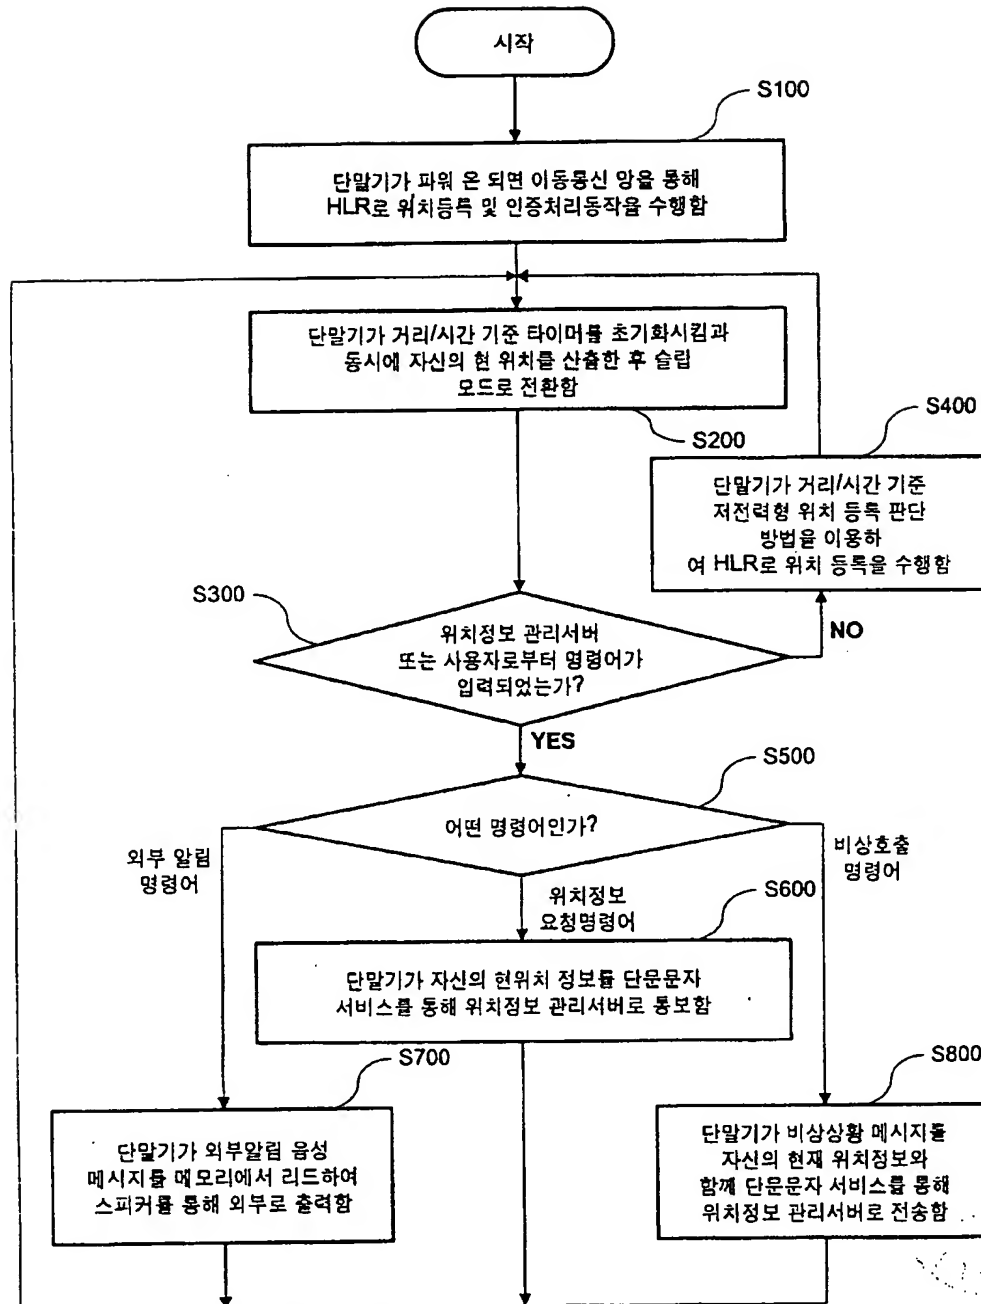 시작
S100
단말기가 파워 온 되면 이동통신 망을 통해
HLR로 위치등록 및 인증처리동작을 수행함
단말기가 거리/시간 기준 타이머를 초기화시킴과
동시에 자신의 현 위치를 산출한 후 슬립
모드로 전환함
S200
S400
단말기가 거리/시간 기준
저전력형 위치 등록 판단
방법을 이용하
여 HLR로 위치 등록을 수행함
S300
위치정보 관리서버
또는 사용자로부터 명령어가
입력되었는가?
NO
YES
S500
어떤 명령어인가?
외부 알림
명령어
위치정보
요청명령어
비상호출
명령어
S600
단말기가 자신의 현위치 정보를 단문문자
서비스를 통해 위치정보 관리서버로 통보함
S700
단말기가 외부알림 음성
메시지를 메모리에서 리드하여
스피커를 통해 외부로 출력함
S800
단말기가 비상상황 메시지를
자신의 현재 위치정보와
함께 단문문자 서비스를 통해
위치정보 관리서버로 전송함